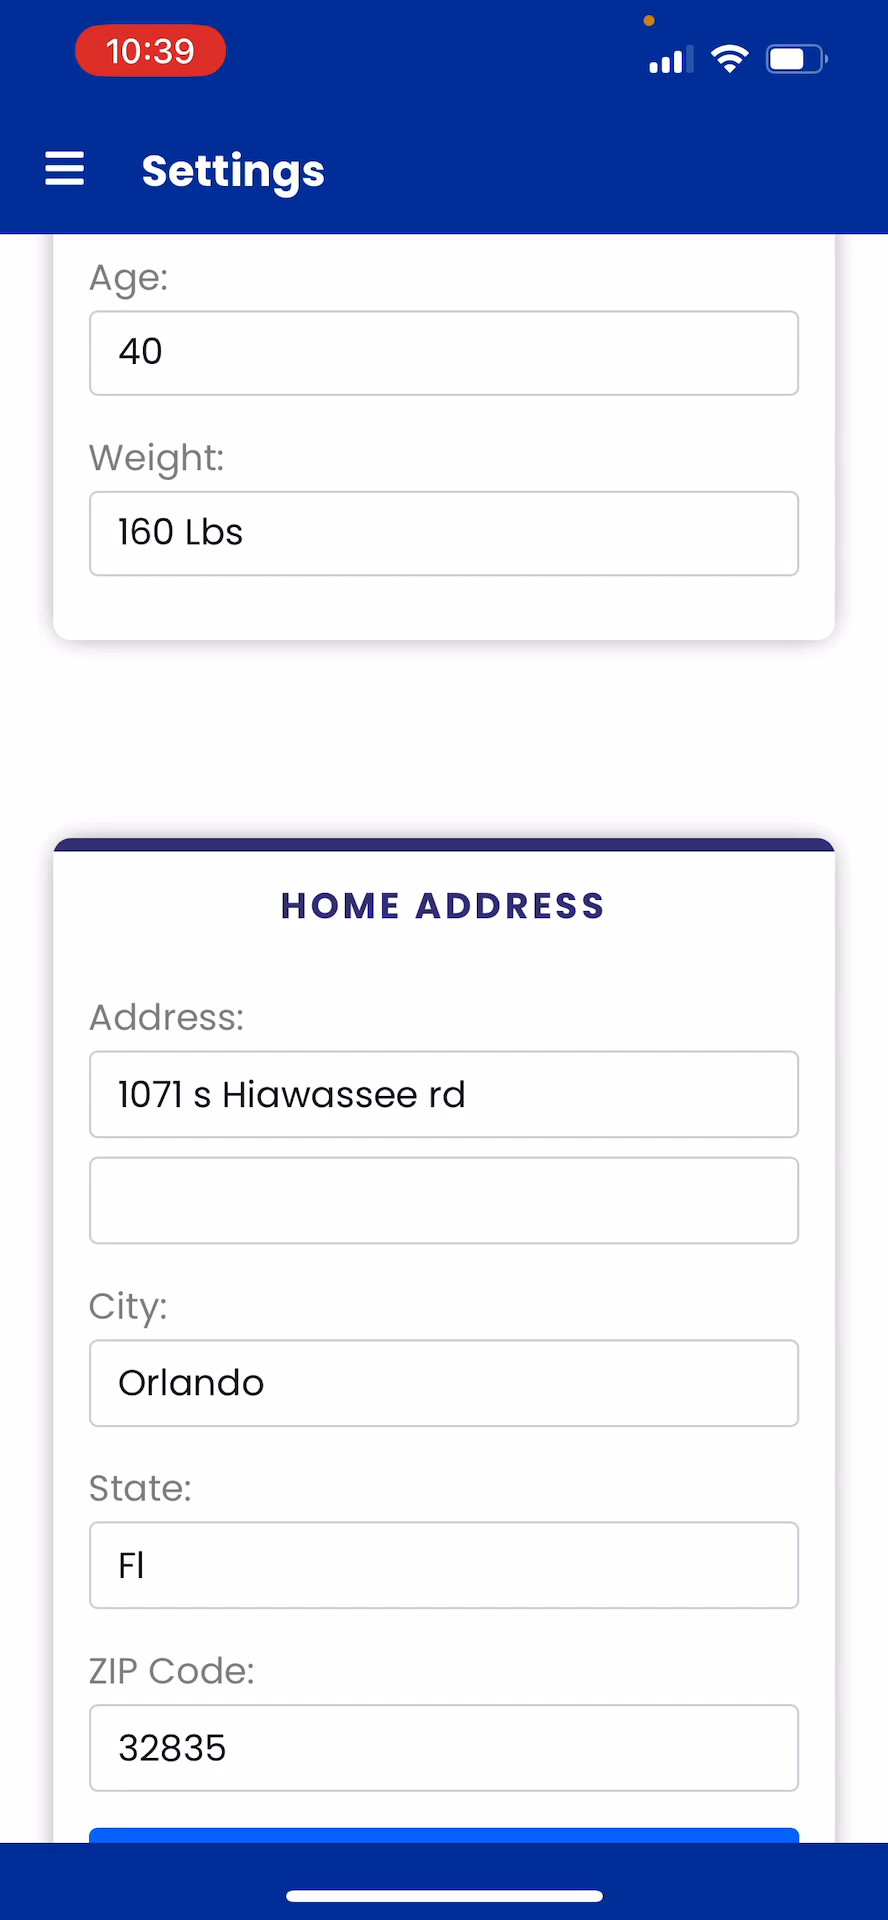 10:39
Settings
Age:
40
Weight:
160 Lbs
HOME ADDRESS
Address:
1071 s Hiawassee rd
City:
Orlando
State:
Fl
ZIP Code:
32835